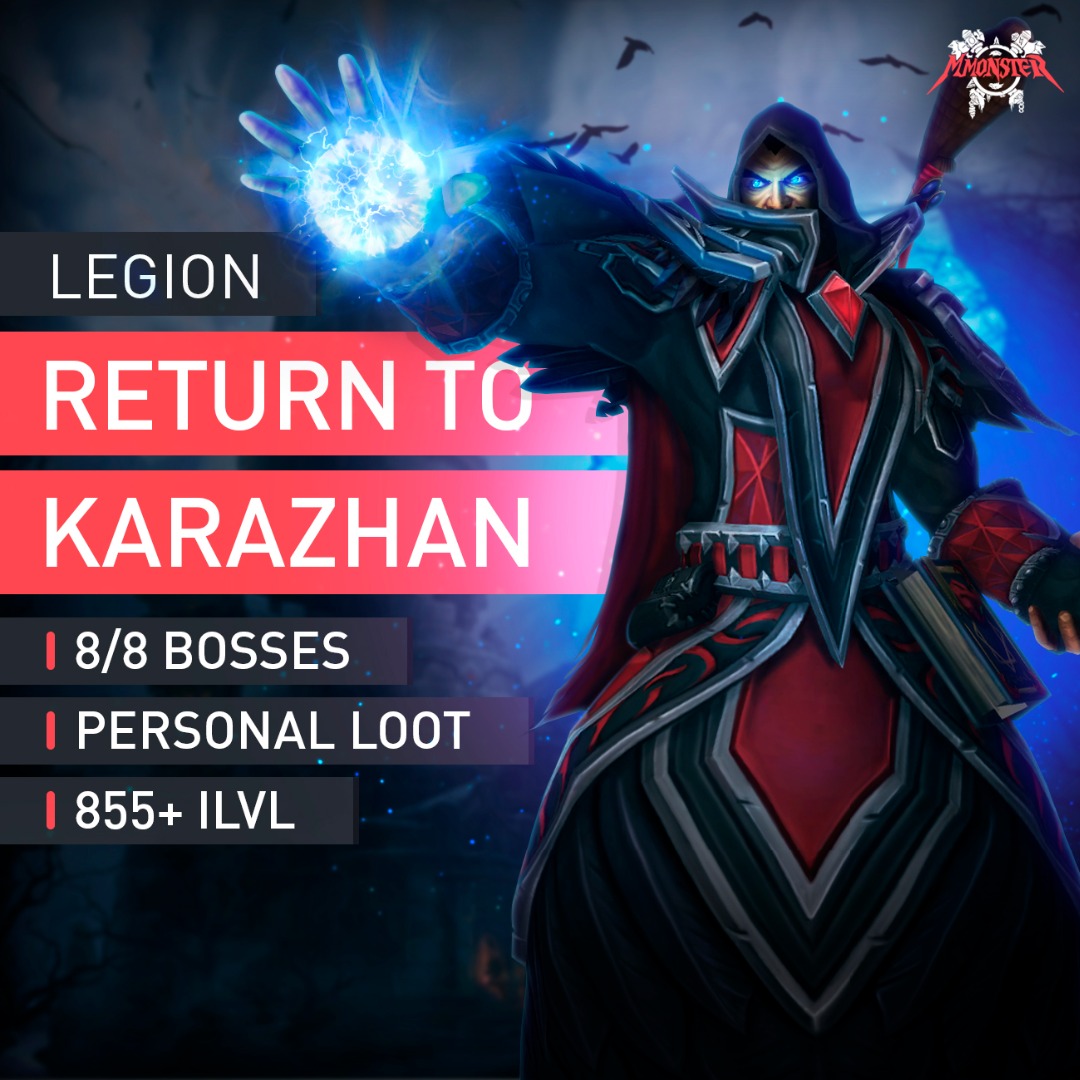 MMONSTER
LEGION
RETURN TO
KARAZHAN
8/8 BOSSES
PERSONAL LOOT
855+ ILVL